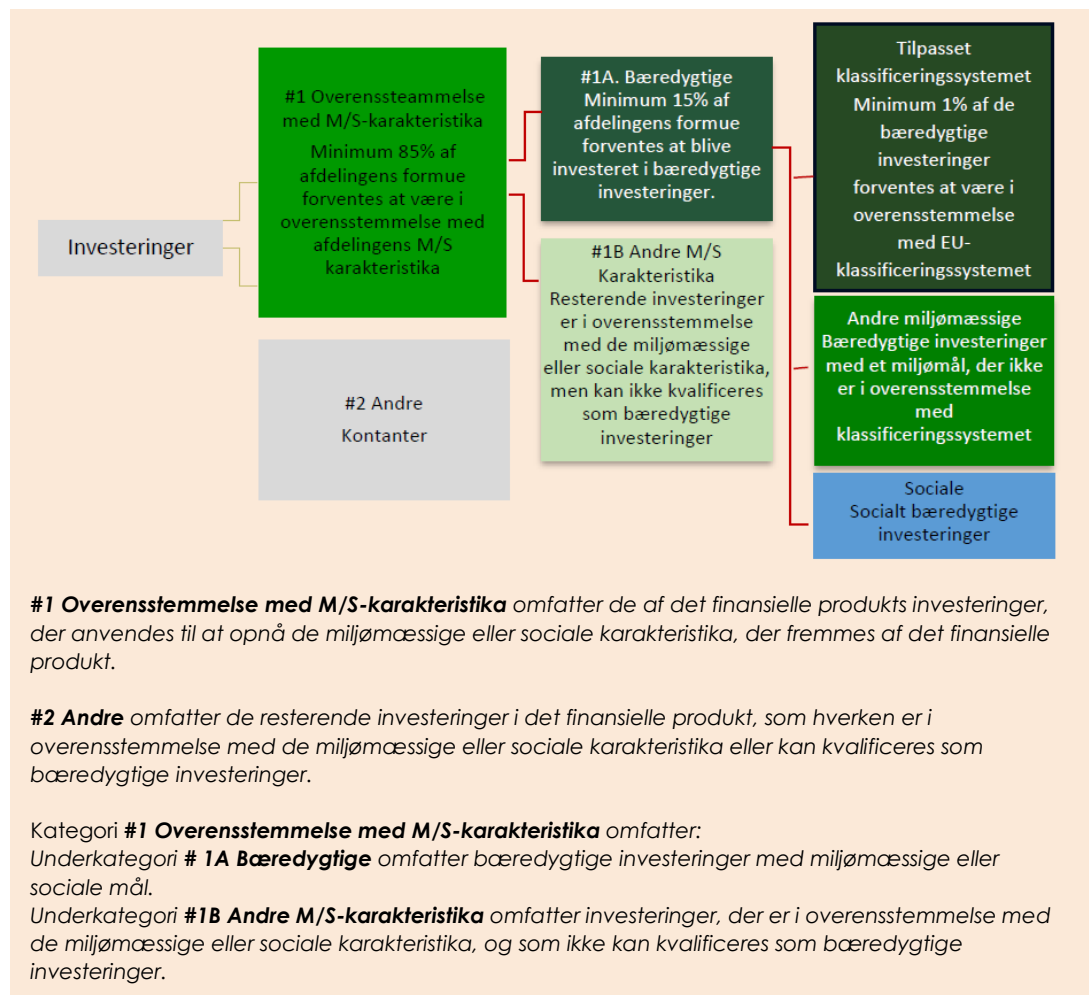 Investeringer
#1 Overenssteammelse
med M/S-karakteristika
Minimum 85% af
afdelingens formue
forventes at være i
overensstemmelse med
afdelingens M/S
karakteristika
#2 Andre
Kontanter
#1A. Bæredygtige
Minimum 15% af
afdelingens formue
forventes at blive
investeret i bæredygtige
investeringer.
#1B Andre M/S
Karakteristika
Resterende investeringer
er i overensstemmelse
med de miljømæssige
eller sociale karakteristika,
men kan ikke kvalificeres
som bæredygtige
investeringer
Tilpasset
klassificeringssystemet
Minimum 1% af de
bæredygtige
investeringer
forventes at være i
overensstemmelse
med EU-
klassificeringssystemet
Andre miljømæssige
Bæredygtige investeringer
med et miljømål, der ikke
er i overensstemmelse
med
klassificeringssystemet
Sociale
Socialt bæredygtige
investeringer
#1 Overensstemmelse med M/S-karakteristika omfatter de af det finansielle produkts investeringer,
der anvendes til at opnå de miljømæssige eller sociale karakteristika, der fremmes af det finansielle
produkt.
#2 Andre omfatter de resterende investeringer i det finansielle produkt, som hverken er i
overensstemmelse med de miljømæssige eller sociale karakteristika eller kan kvalificeres som
bæredygtige investeringer.
Kategori #1 Overensstemmelse med M/S-karakteristika omfatter:
Underkategori # 1A Bæredygtige omfatter bæredygtige investeringer med miljømæssige eller
sociale mål.
Underkategori #1B Andre M/S-karakteristika omfatter investeringer, der er i overensstemmelse med
de miljømæssige eller sociale karakteristika, og som ikke kan kvalificeres som bæredygtige
investeringer.